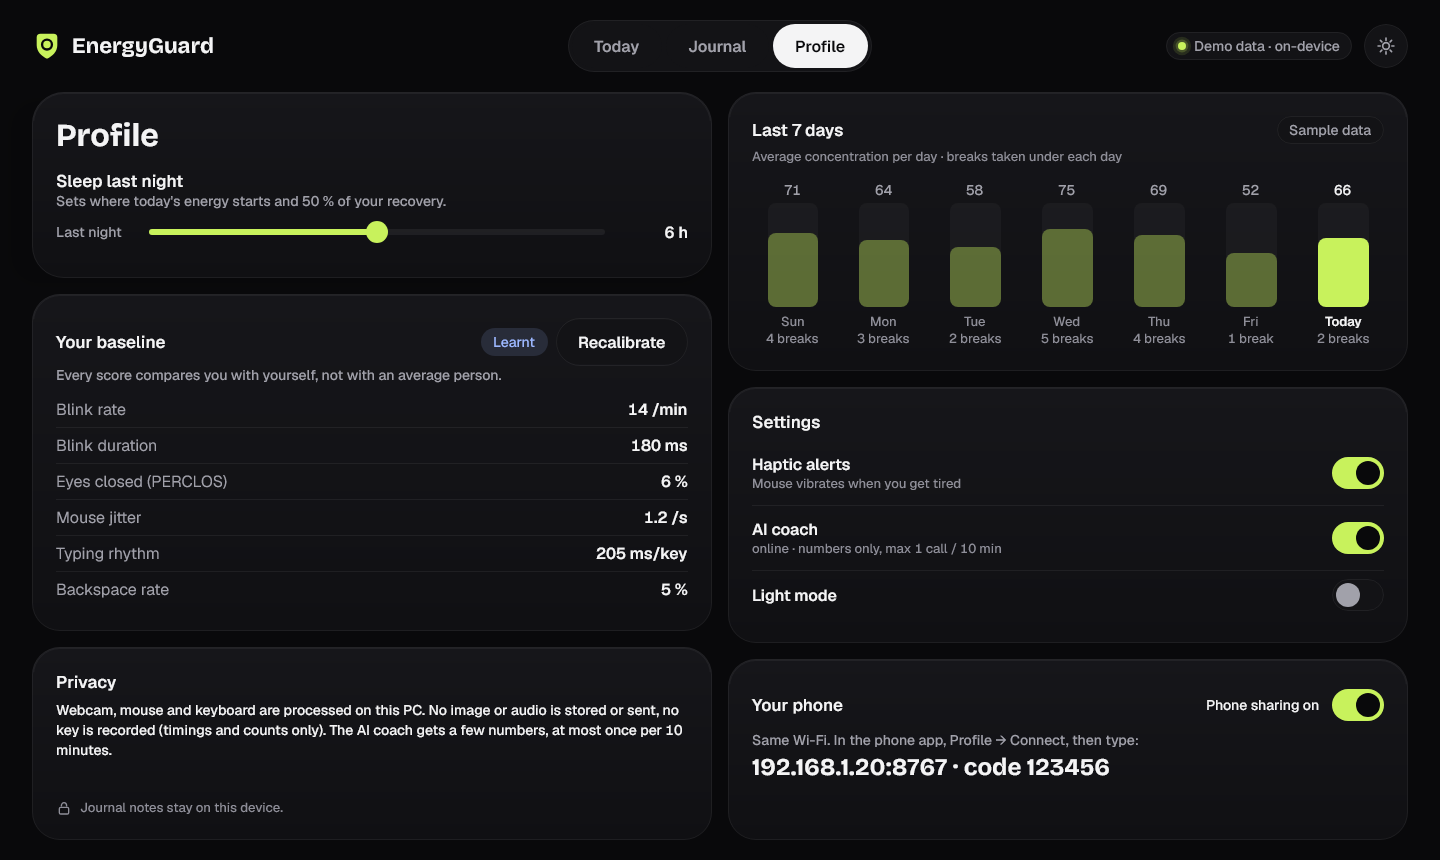 EnergyGuard
Today
Journal
Profile
Demo data · on-device
Profile
Sleep last night
Sets where today's energy starts and 50 % of your recovery.
Last night
6 h
Your baseline
Learnt
Recalibrate
Every score compares you with yourself, not with an average person.
Blink rate
14 /min
Blink duration
180 ms
Eyes closed (PERCLOS)
6 %
Mouse jitter
1.2 /s
Typing rhythm
205 ms/key
Backspace rate
5 %
Privacy
Webcam, mouse and keyboard are processed on this PC. No image or audio is stored or sent, no
key is recorded (timings and counts only). The AI coach gets a few numbers, at most once per 10
minutes.
Journal notes stay on this device.
Last 7 days
Sample data
Average concentration per day · breaks taken under each day
71 64 58 75 69 52 66
Sun Mon Tue Wed Thu Fri Today
4 breaks 3 breaks 2 breaks 5 breaks 4 breaks 1 break 2 breaks
Settings
Haptic alerts
Mouse vibrates when you get tired
AI coach
online · numbers only, max 1 call / 10 min
Light mode
Your phone
Phone sharing on
Same Wi-Fi. In the phone app, Profile → Connect, then type:
192.168.1.20:8767 · code 123456